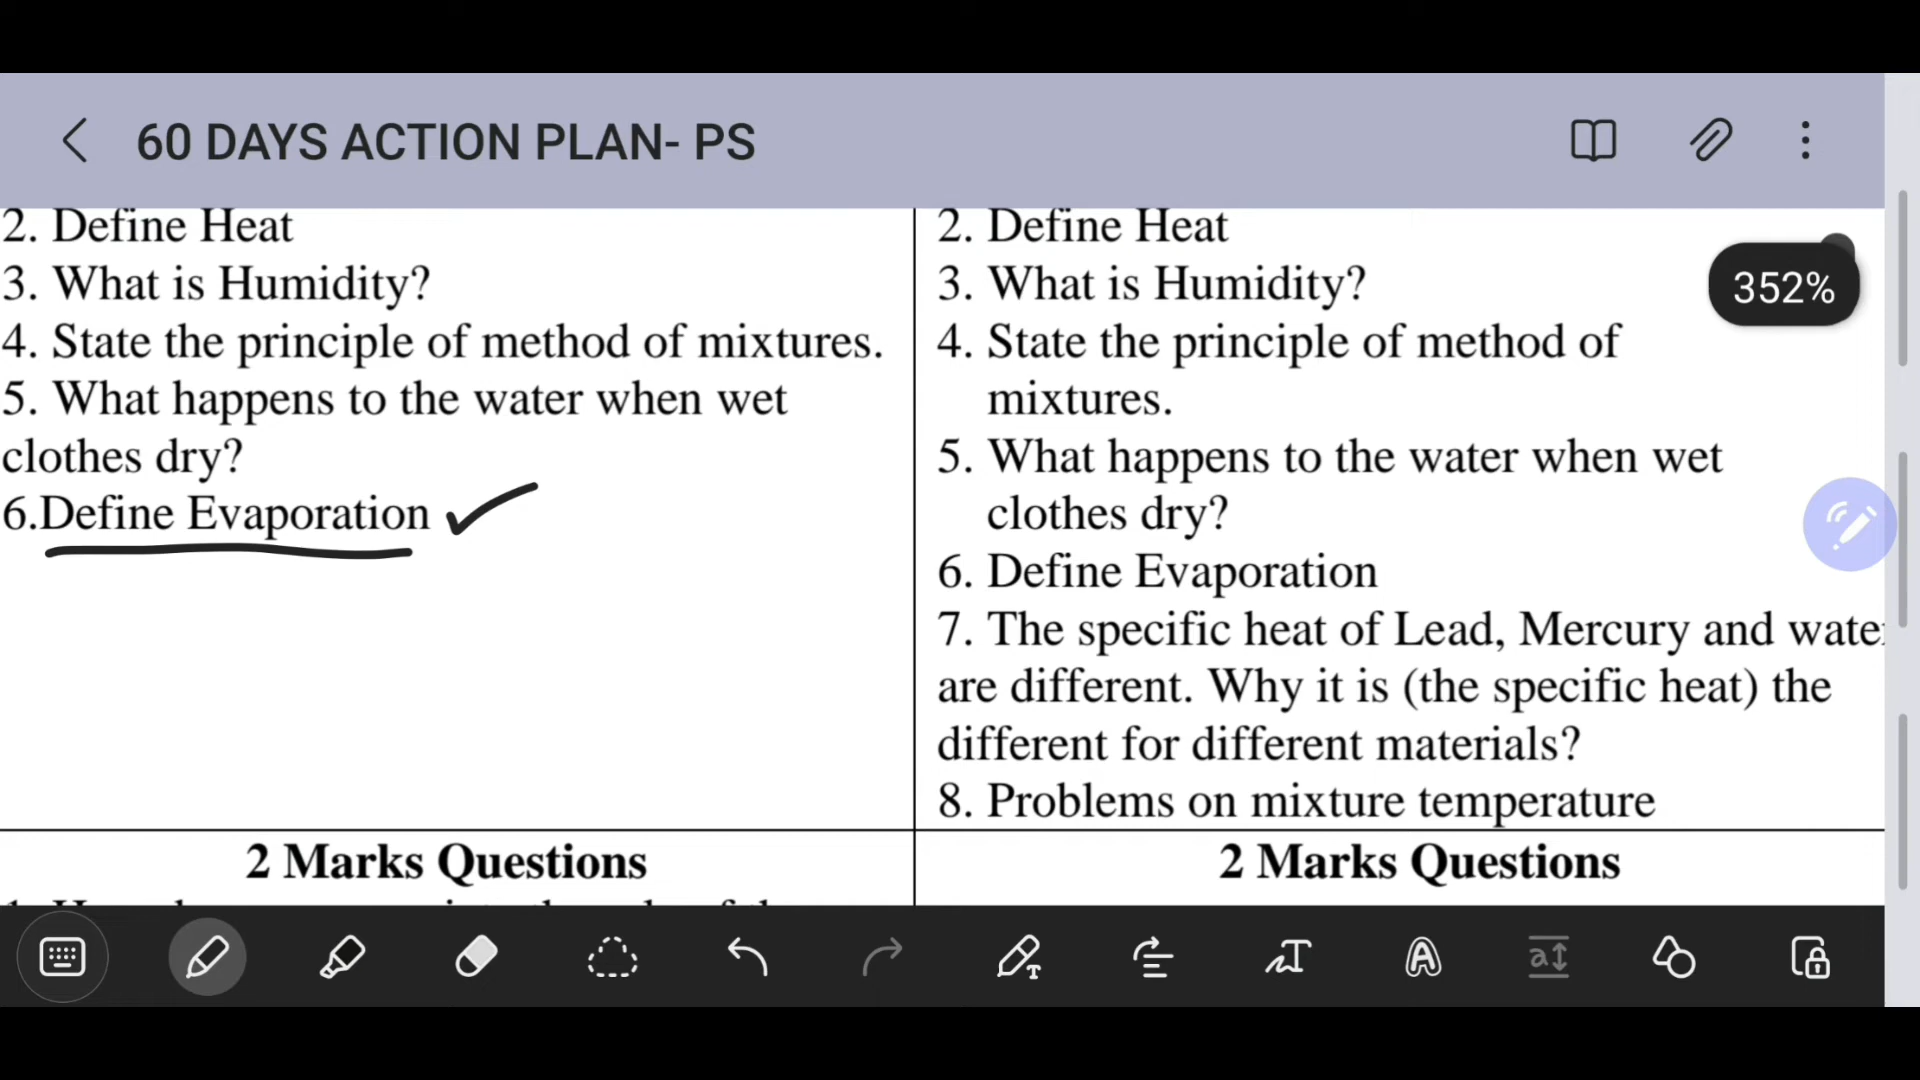 60 DAYS ACTION PLAN- PS
2. Define Heat
3. What is Humidity?
4. State the principle of method of mixtures.
5. What happens to the water when wet
clothes dry?
6.Define Evaporation
2 Marks Questions
2. Define Heat
3. What is Humidity?
4. State the principle of method of
mixtures.
5. What happens to the water when wet
clothes dry?
6. Define Evaporation
7. The specific heat of Lead, Mercury and water
are different. Why it is (the specific heat) the
different for different materials?
8. Problems on mixture temperature
2 Marks Questions
352%